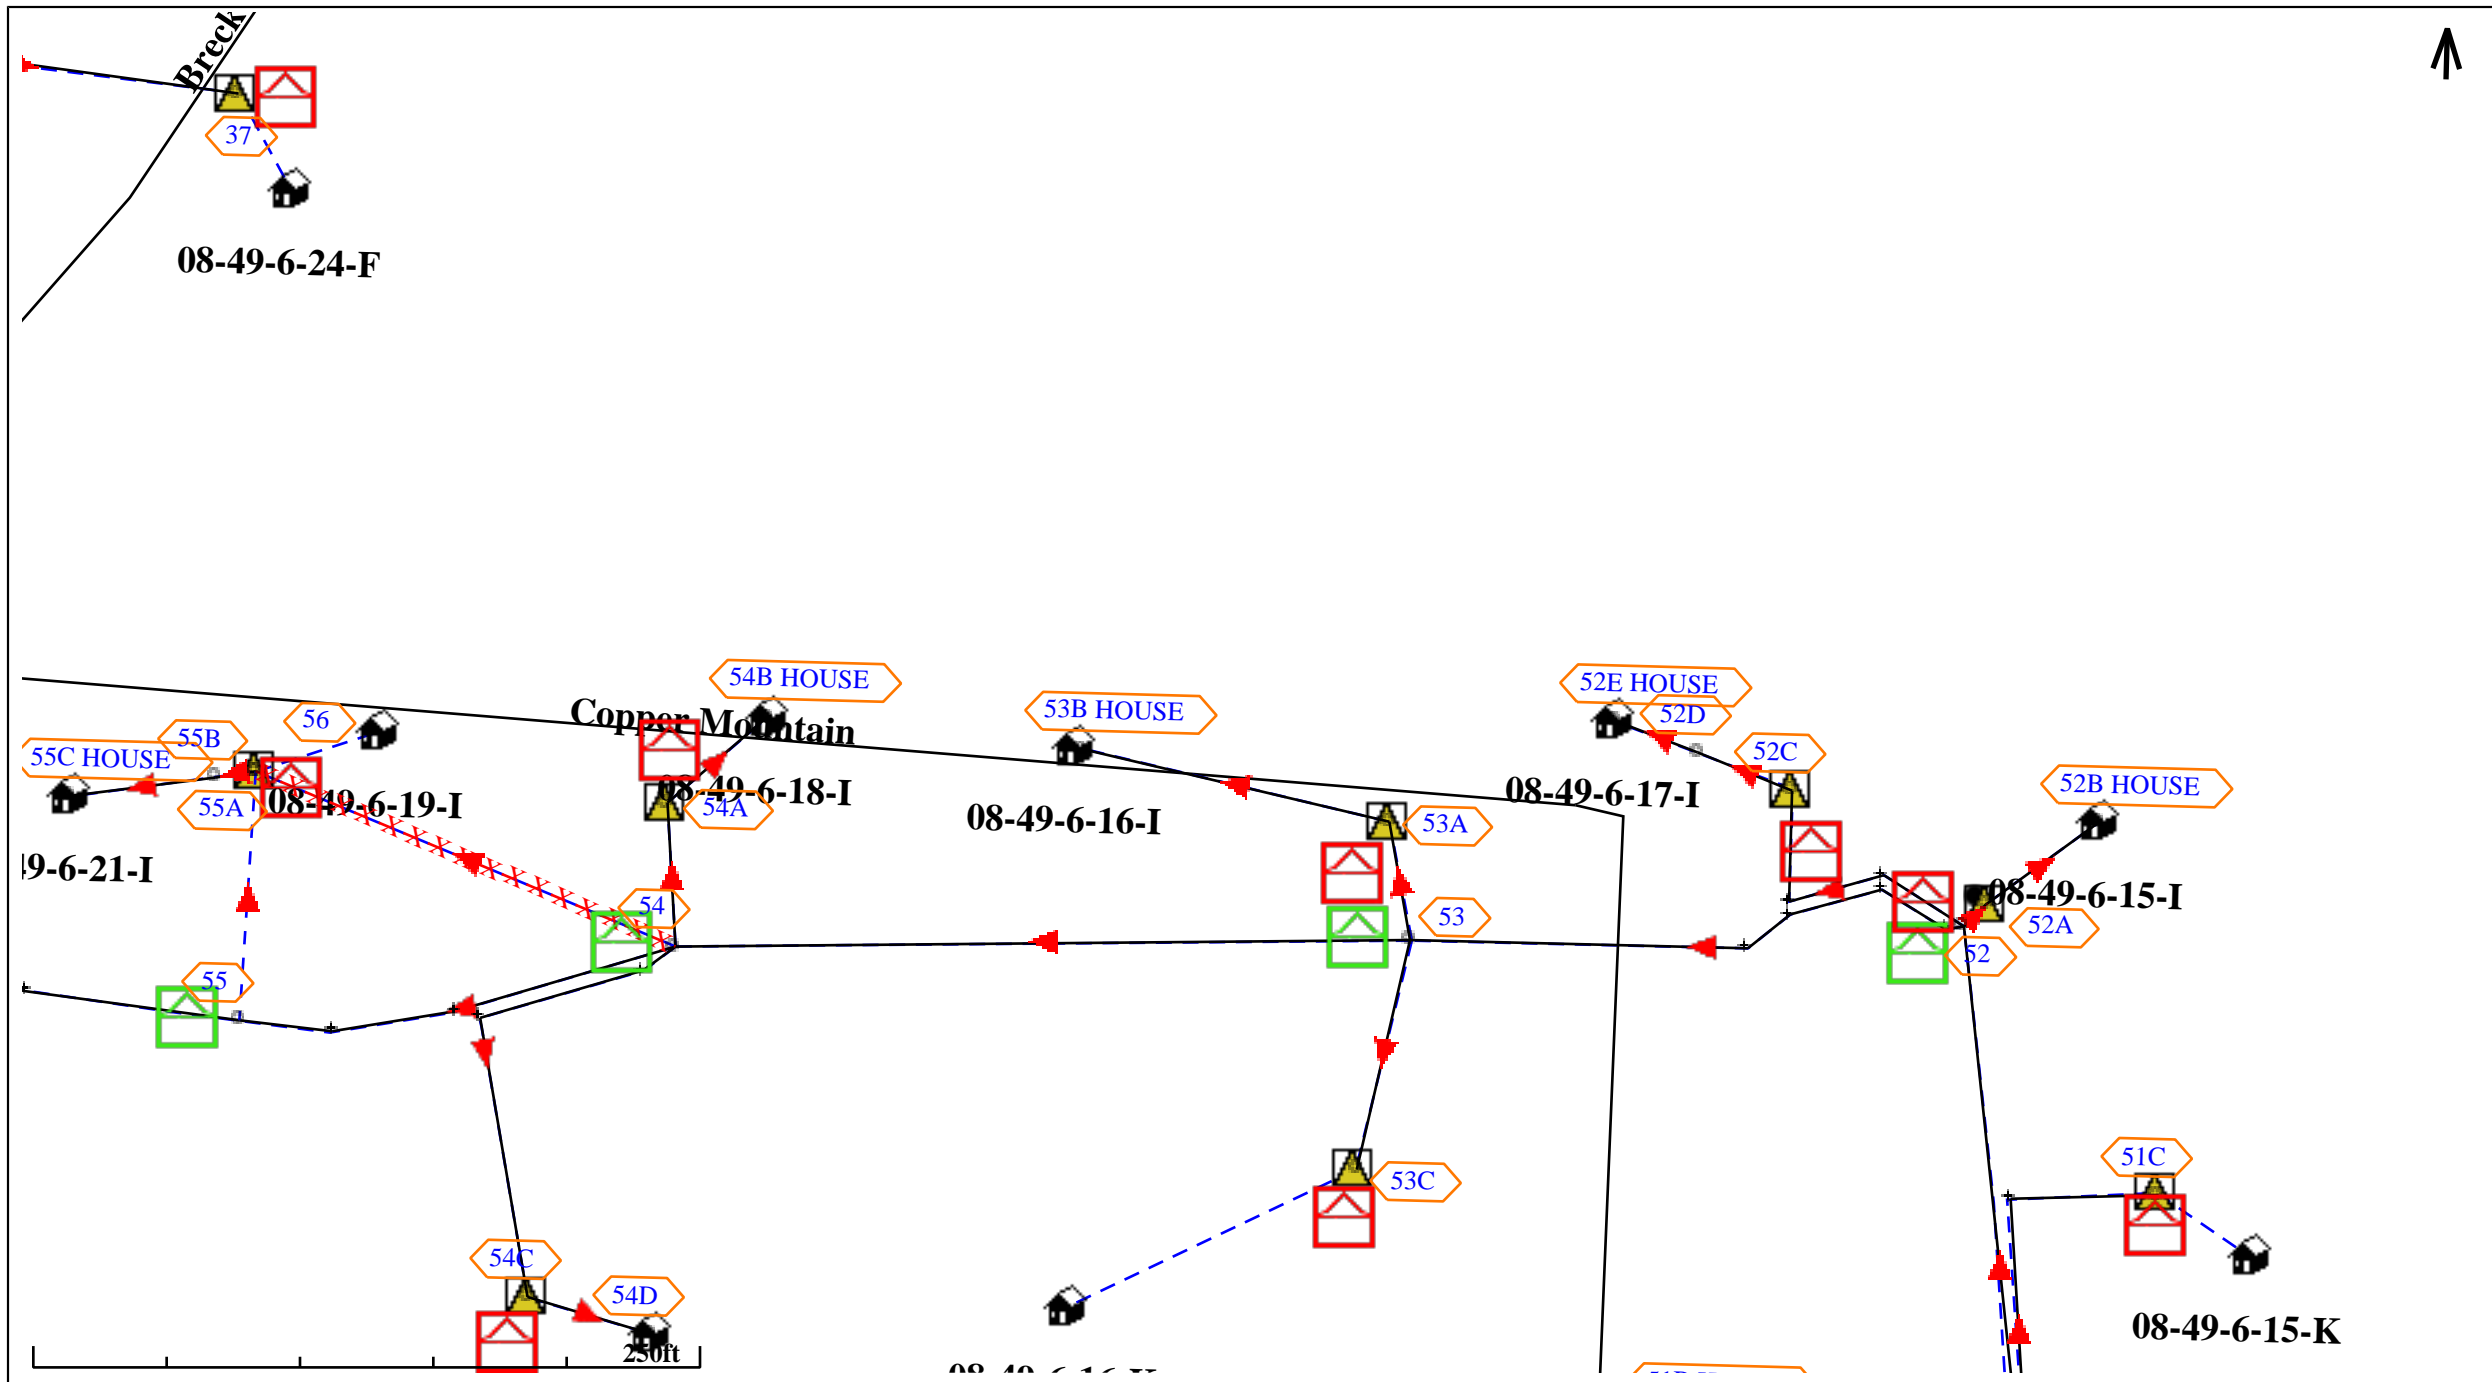 Breck
37
08-49-6-24-F
54B HOUSE
52E HOUSE
53B HOUSE
52D
56
Copper Mountain
55B
55C HOUSE
52C
52B HOUSE
08-49-6-18-I
08-49-6-17-I
08-49-6-19-I
55A
54A
08-49-6-16-I
53A
49-6-21-I
08-49-6-15-I
54
53
52A
52
55
51C
53C
54C
54D
08-49-6-15-K
250ft